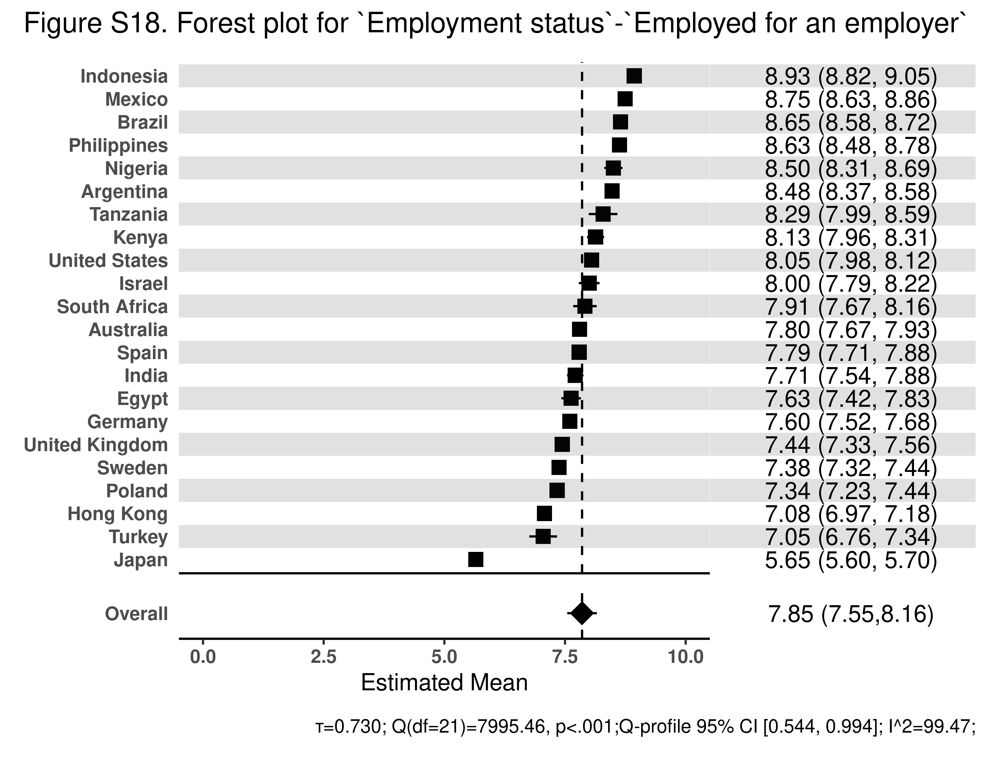 Figure S18. Forest plot for `Employment status`-`Employed for an employer`
Indonesia 8.93 (8.82, 9.05)
Mexico 8.75 (8.63, 8.86)
Brazil 8.65 (8.58, 8.72)
Philippines 8.63 (8.48, 8.78)
Nigeria 8.50 (8.31, 8.69)
Argentina 8.48 (8.37, 8.58)
Tanzania 8.29 (7.99, 8.59)
Kenya 8.13 (7.96, 8.31)
United States 8.05 (7.98, 8.12)
Israel 8.00 (7.79, 8.22)
South Africa 7.91 (7.67, 8.16)
Australia 7.80 (7.67, 7.93)
Spain 7.79 (7.71, 7.88)
India 7.71 (7.54, 7.88)
Egypt 7.63 (7.42, 7.83)
Germany 7.60 (7.52, 7.68)
United Kingdom 7.44 (7.33, 7.56)
Sweden 7.38 (7.32, 7.44)
Poland 7.34 (7.23, 7.44)
Hong Kong 7.08 (6.97, 7.18)
Turkey 7.05 (6.76, 7.34)
Japan 5.65 (5.60, 5.70)
Overall 7.85 (7.55,8.16)
0.0 2.5 5.0 7.5 10.0
Estimated Mean
τ=0.730; Q(df=21)=7995.46, p<.001;Q-profile 95% CI [0.544, 0.994]; I^2=99.47;